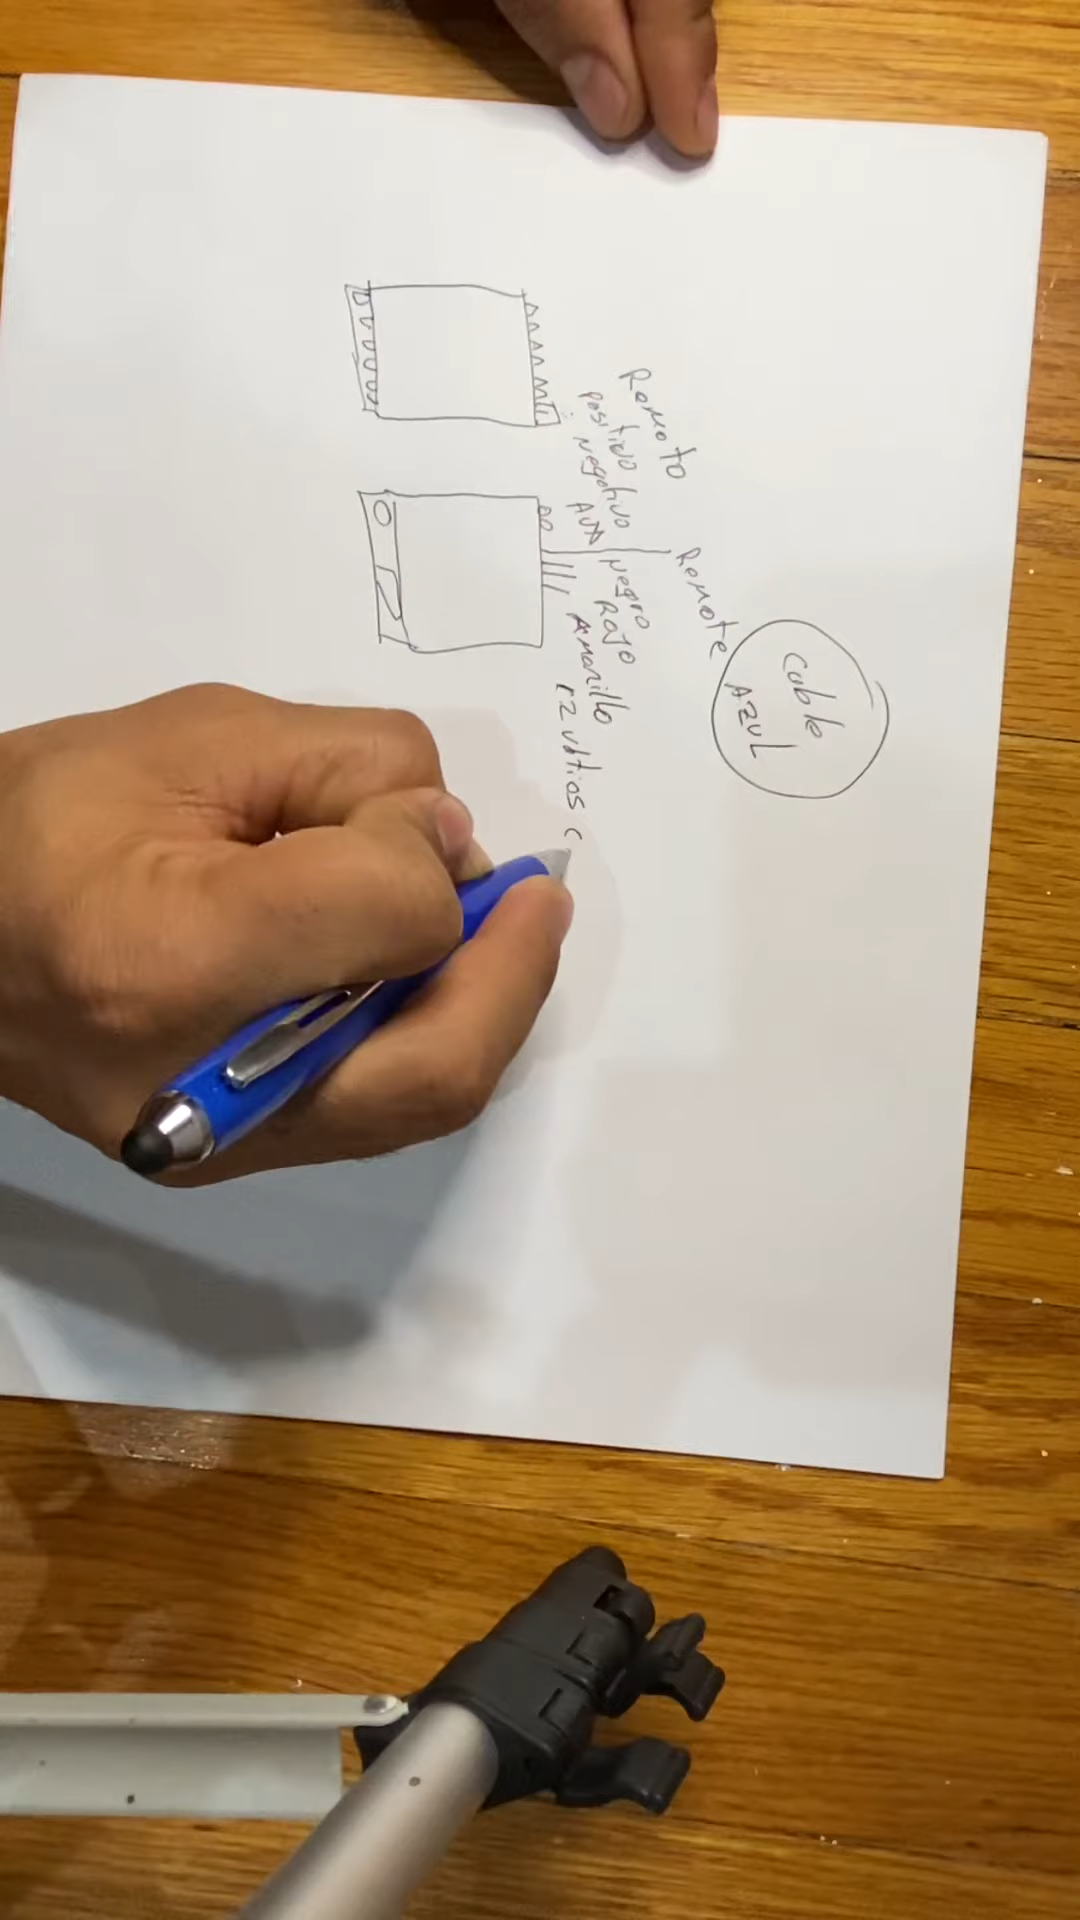 Remoto
positivo
negativo
AUX
Remote
negro
Rojo
Amarillo
12 voltios c
Cable
AZUL